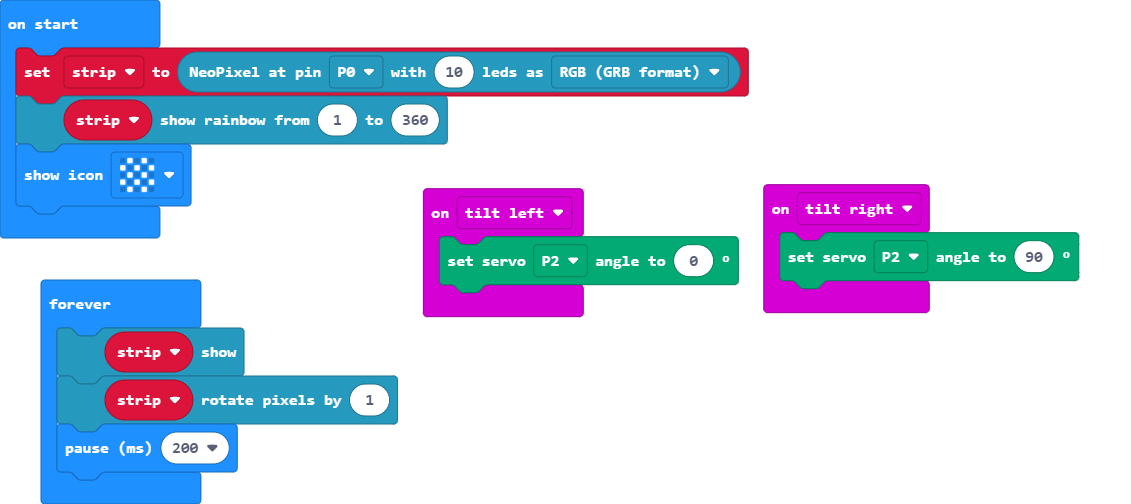 on start
set strip to NeoPixel at pin P0 with 10 leds as RGB (GRB format)
strip show rainbow from 1 to 360
show icon
on tilt left
set servo P2 angle to 0 °
on tilt right
set servo P2 angle to 90 °
forever
strip show
strip rotate pixels by 1
pause (ms) 200